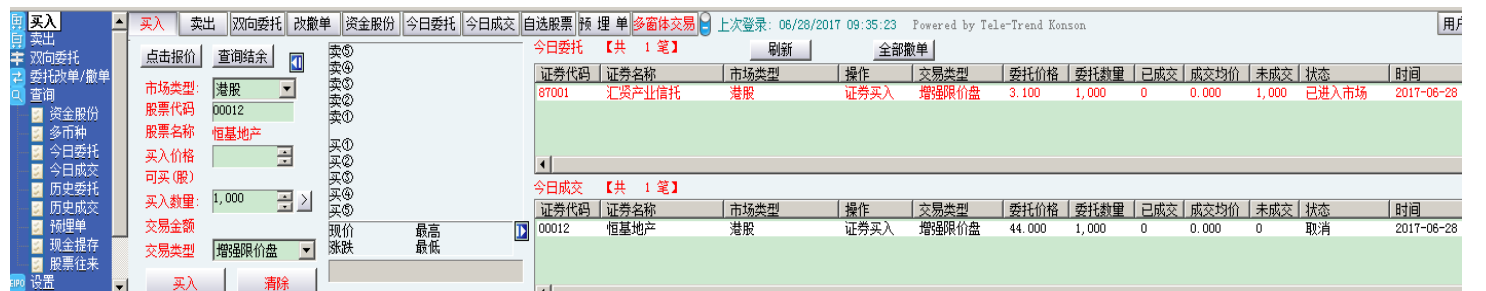 买入
卖出
双向委托
委托改单/撤单
查询
资金股份
多币种
今日委托
今日成交
历史委托
历史成交
预埋单
现金提存
股票往来
设置
买入 卖出 双向委托 改撤单 资金股份 今日委托 今日成交 自选股票 预 埋 单 多窗体交易 上次登录: 06/28/2017 09:35:23 Powered by Tele-Trend Konson
点击报价 查询结余
市场类型: 港股
股票代码 00012
股票名称 恒基地产
买入价格
可买(股)
买入数量: 1,000 >
交易金额
交易类型 增强限价盘
买入 清除
卖⑤
卖④
卖③
卖②
卖①
买①
买②
买③
买④
买⑤
现价 最高
涨跌 最低
今日委托 【共 1 笔】 刷新 全部撤单
证券代码 证券名称 市场类型 操作 交易类型 委托价格 委托数量 已成交 成交均价 未成交 状态 时间
87001 汇贤产业信托 港股 证券买入 增强限价盘 3.100 1,000 0 0.000 1,000 已进入市场 2017-06-28
今日成交 【共 1 笔】
证券代码 证券名称 市场类型 操作 交易类型 委托价格 委托数量 已成交 成交均价 未成交 状态 时间
00012 恒基地产 港股 证券买入 增强限价盘 44.000 1,000 0 0.000 0 取消 2017-06-28